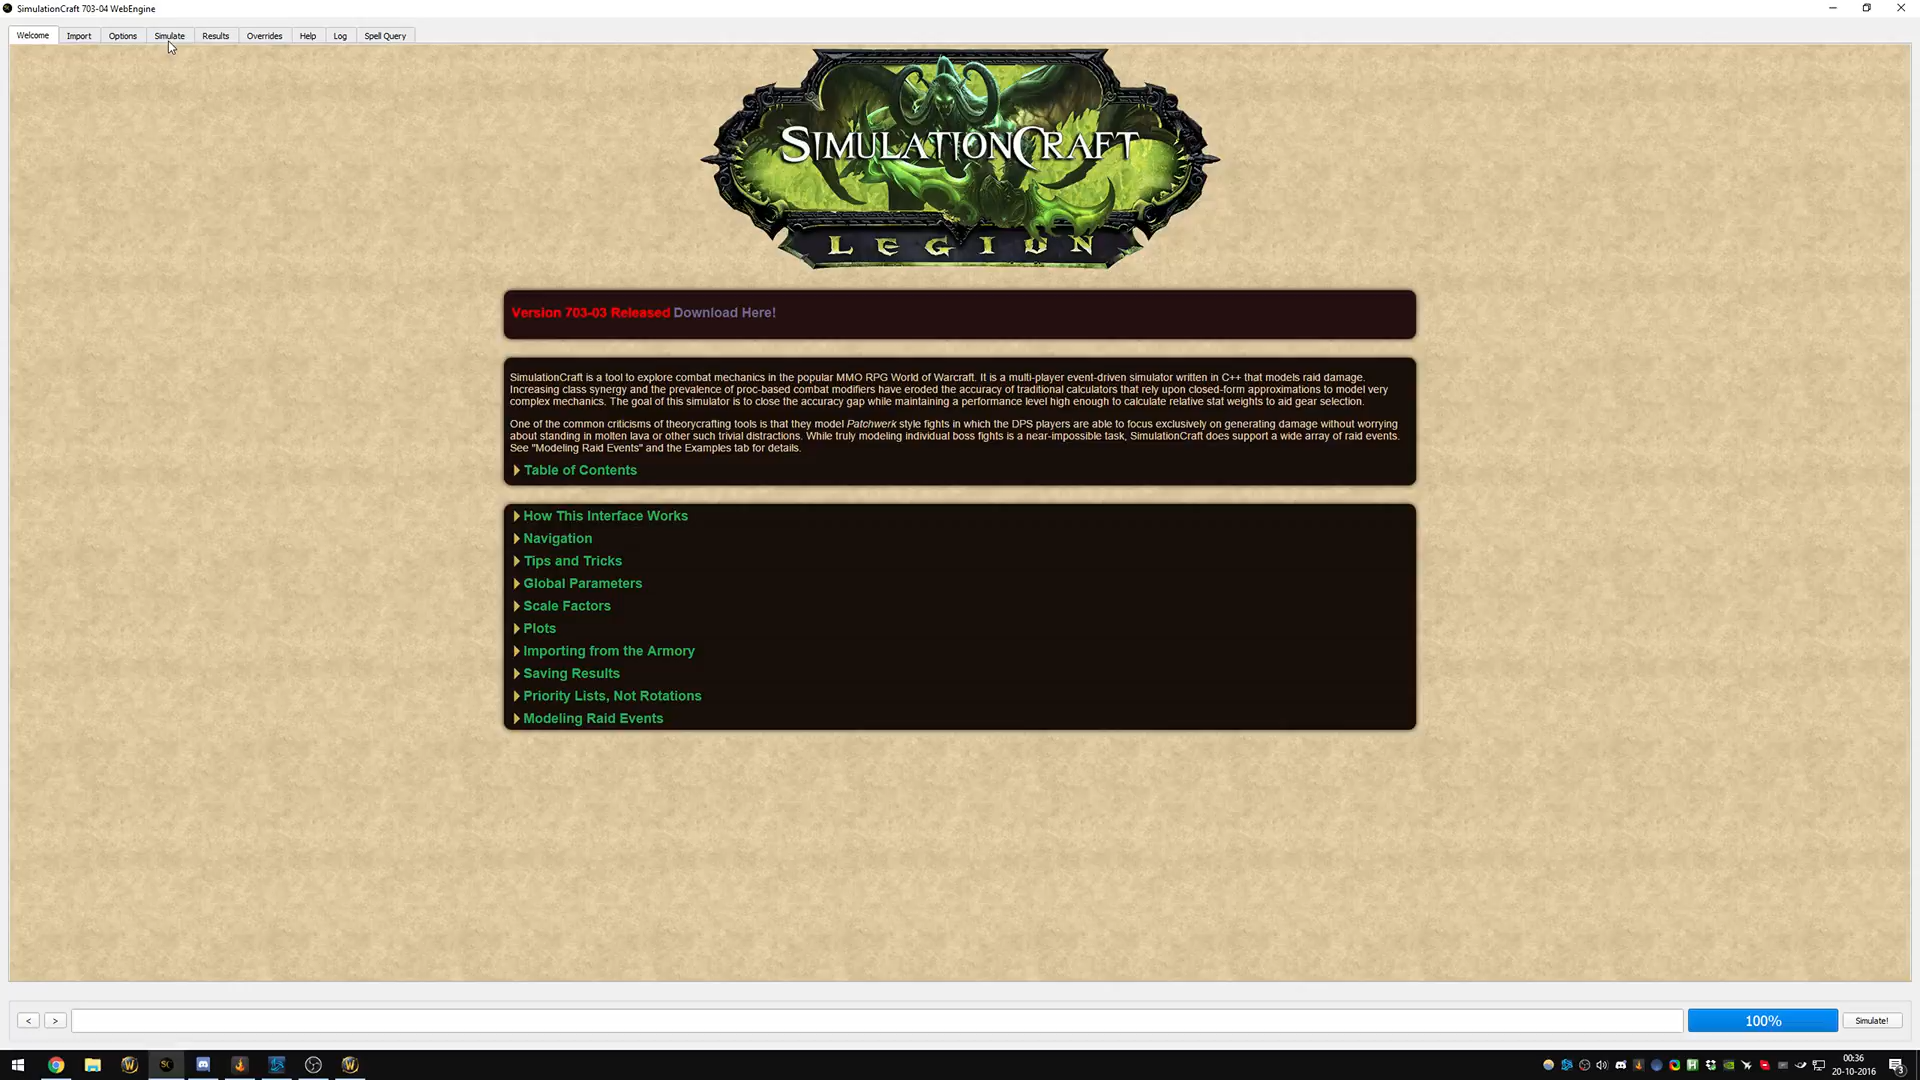 SimulationCraft 703-04 WebEngine
Welcome Import Options Simulate Results Overrides Help Log Spell Query
SIMULATIONCRAFT
LEGION
Version 703-03 Released Download Here!
SimulationCraft is a tool to explore combat mechanics in the popular MMO RPG World of Warcraft. It is a multi-player event-driven simulator written in C++ that models raid damage.
Increasing class synergy and the prevalence of proc-based combat modifiers have eroded the accuracy of traditional calculators that rely upon closed-form approximations to model very
complex mechanics. The goal of this simulator is to close the accuracy gap while maintaining a performance level high enough to calculate relative stat weights to aid gear selection.
One of the common criticisms of theorycrafting tools is that they model Patchwerk style fights in which the DPS players are able to focus exclusively on generating damage without worrying
about standing in molten lava or other such trivial distractions. While truly modeling individual boss fights is a near-impossible task, SimulationCraft does support a wide array of raid events.
See "Modeling Raid Events" and the Examples tab for details.
Table of Contents
How This Interface Works
Navigation
Tips and Tricks
Global Parameters
Scale Factors
Plots
Importing from the Armory
Saving Results
Priority Lists, Not Rotations
Modeling Raid Events
< > 100% Simulate!
00:36
20-10-2016